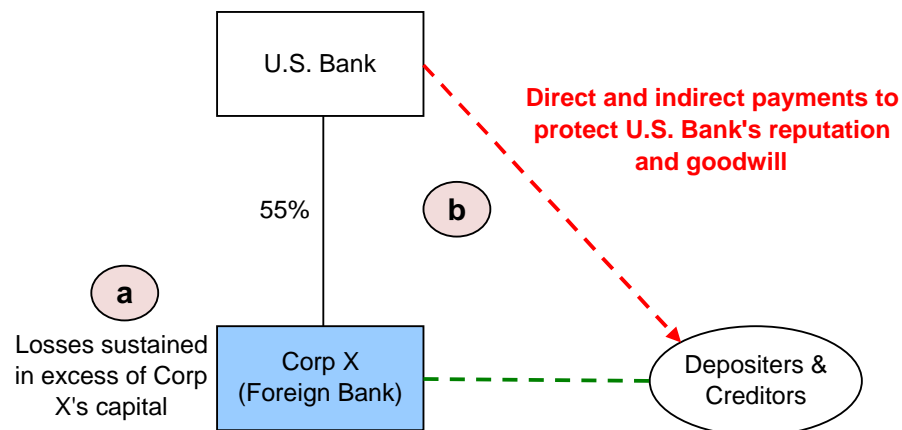 U.S. Bank
Direct and indirect payments to
protect U.S. Bank's reputation
and goodwill
55%
b
a
Losses sustained
in excess of Corp
X's capital
Corp X
(Foreign Bank)
Depositers &
Creditors